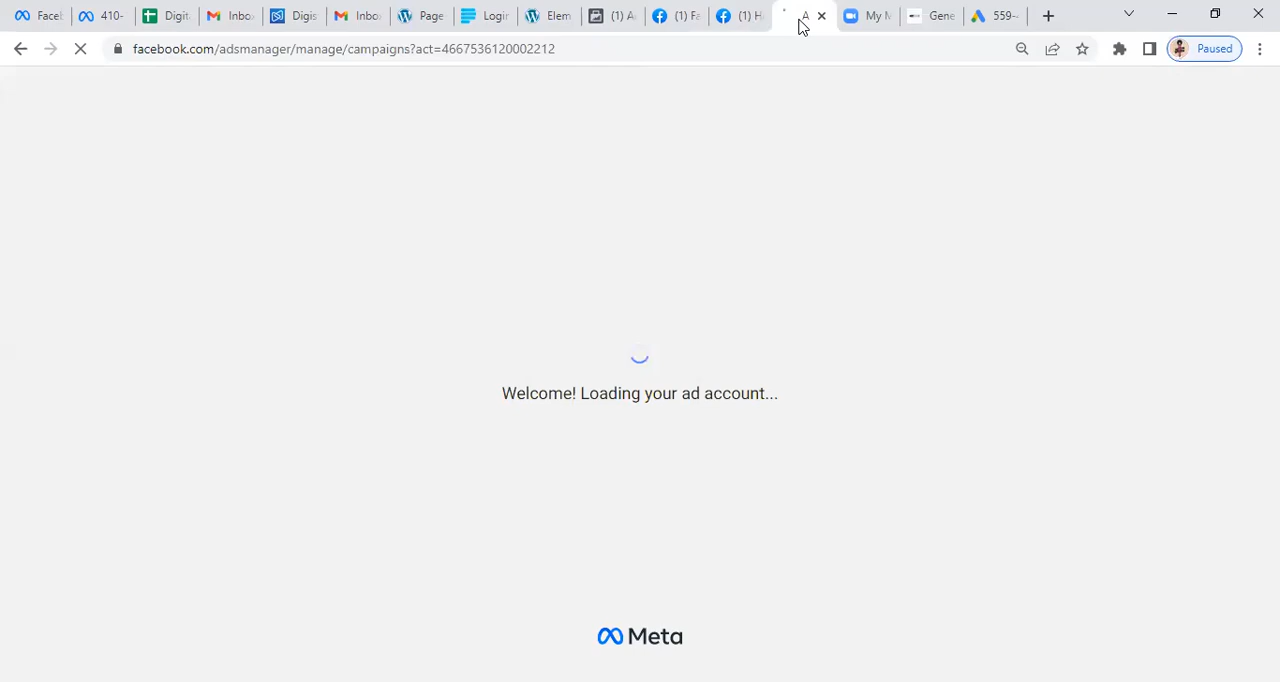 Facel 410- Digit Inbo Digis Inbo Page Login Elem (1) A (1) Fa (1) H A My M Gene 559-
facebook.com/adsmanager/manage/campaigns?act=4667536120002212 Paused
Welcome! Loading your ad account...
Meta